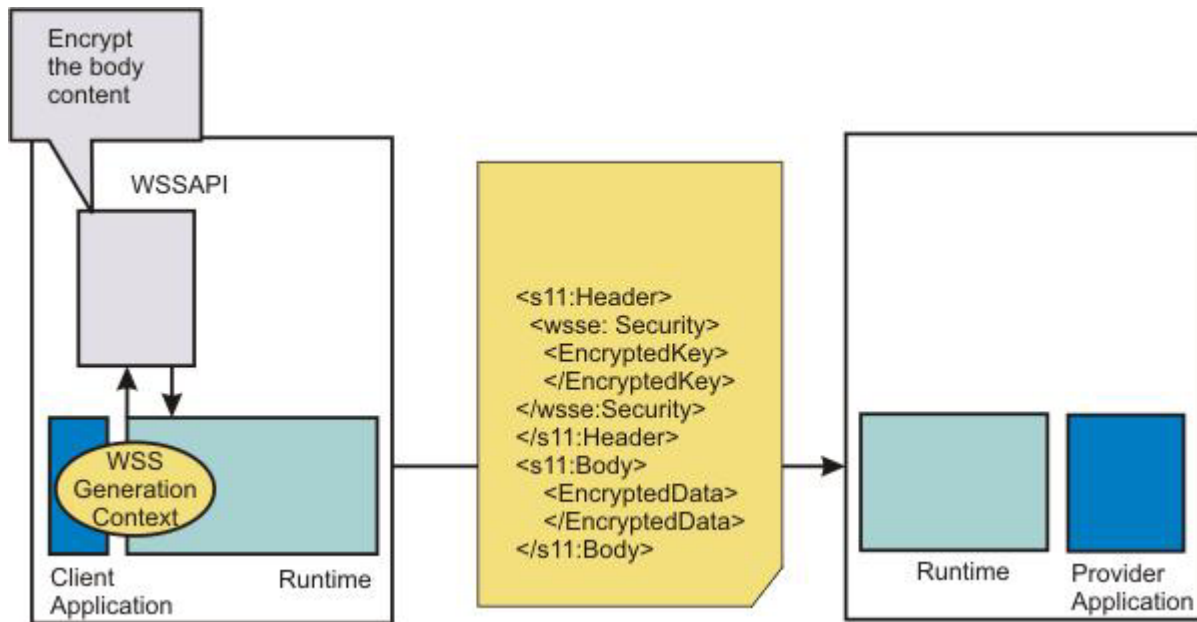 Encrypt
the body
content
WSSAPI
WSS
Generation
Context
Client
Application
Runtime
<s11:Header>
<wsse: Security>
<EncryptedKey>
</EncryptedKey>
</wsse:Security>
</s11:Header>
<s11:Body>
<EncryptedData>
</EncryptedData>
</s11:Body>
Runtime
Provider
Application